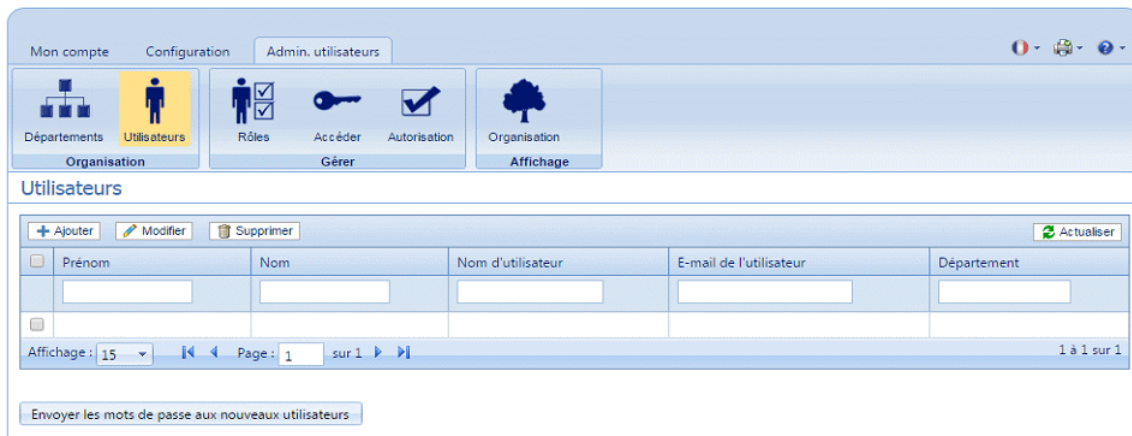 Mon compte Configuration Admin. utilisateurs
Départements Utilisateurs Rôles Accéder Autorisation Organisation
Organisation Gérer Affichage
Utilisateurs
Ajouter Modifier Supprimer Actualiser
Prénom Nom Nom d'utilisateur E-mail de l'utilisateur Département
Affichage : 15 Page : 1 sur 1 1 à 1 sur 1
Envoyer les mots de passe aux nouveaux utilisateurs